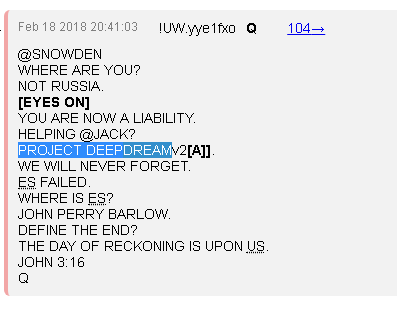 Feb 18 2018 20:41:03 !UW.yye1fxo Q 104→
@SNOWDEN
WHERE ARE YOU?
NOT RUSSIA.
[EYES ON]
YOU ARE NOW A LIABILITY.
HELPING @JACK?
PROJECT DEEPDREAMv2[A]].
WE WILL NEVER FORGET.
ES FAILED.
WHERE IS ES?
JOHN PERRY BARLOW.
DEFINE THE END?
THE DAY OF RECKONING IS UPON US.
JOHN 3:16
Q